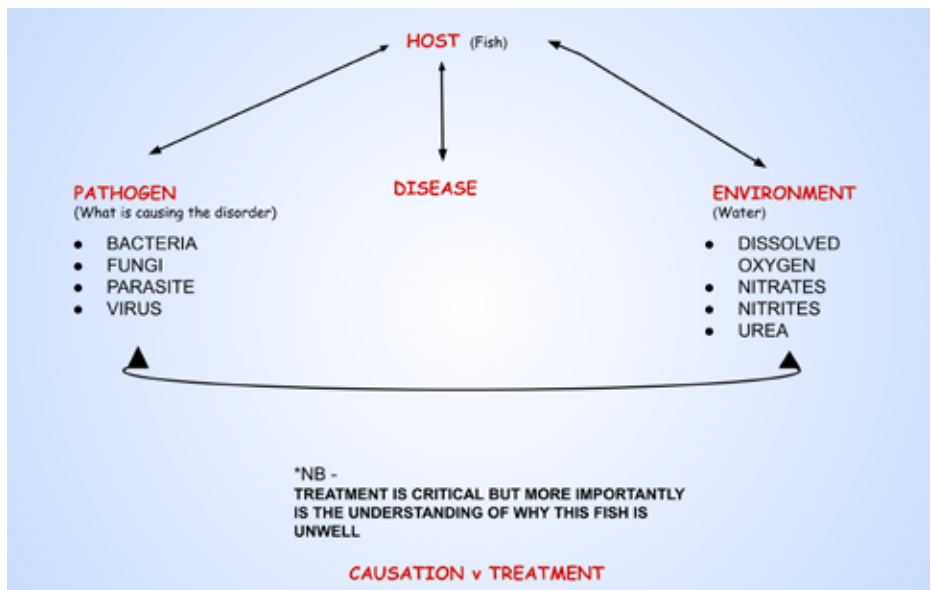 HOST (Fish)
PATHOGEN
(What is causing the disorder)
● BACTERIA
● FUNGI
● PARASITE
● VIRUS
DISEASE
ENVIRONMENT
(Water)
● DISSOLVED
OXYGEN
● NITRATES
● NITRITES
● UREA
*NB -
TREATMENT IS CRITICAL BUT MORE IMPORTANTLY
IS THE UNDERSTANDING OF WHY THIS FISH IS
UNWELL
CAUSATION v TREATMENT